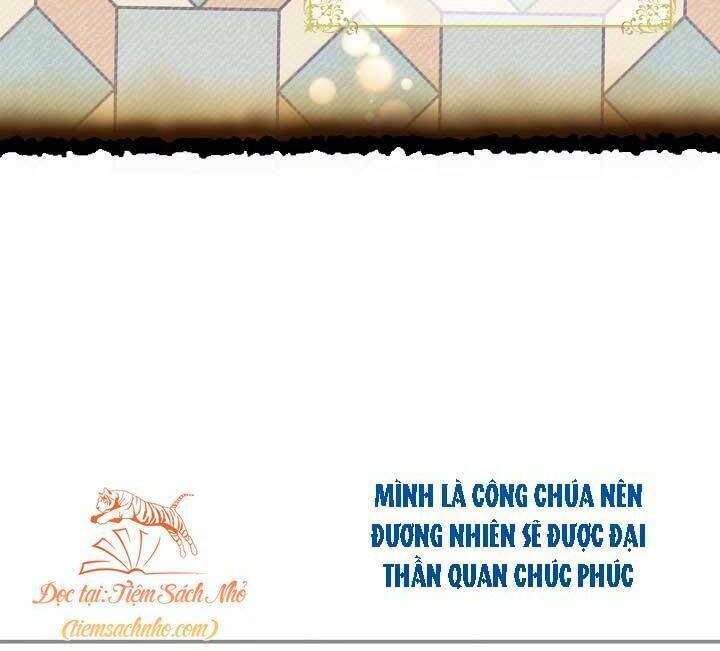 MÌNH LÀ CÔNG CHÚA NÊN
ĐƯƠNG NHIÊN SẼ ĐƯỢC ĐẠI
THẦN QUAN CHÚC PHÚC
Đọc tại: Tiệm Sách Nhỏ
(tiemsachnho.com)